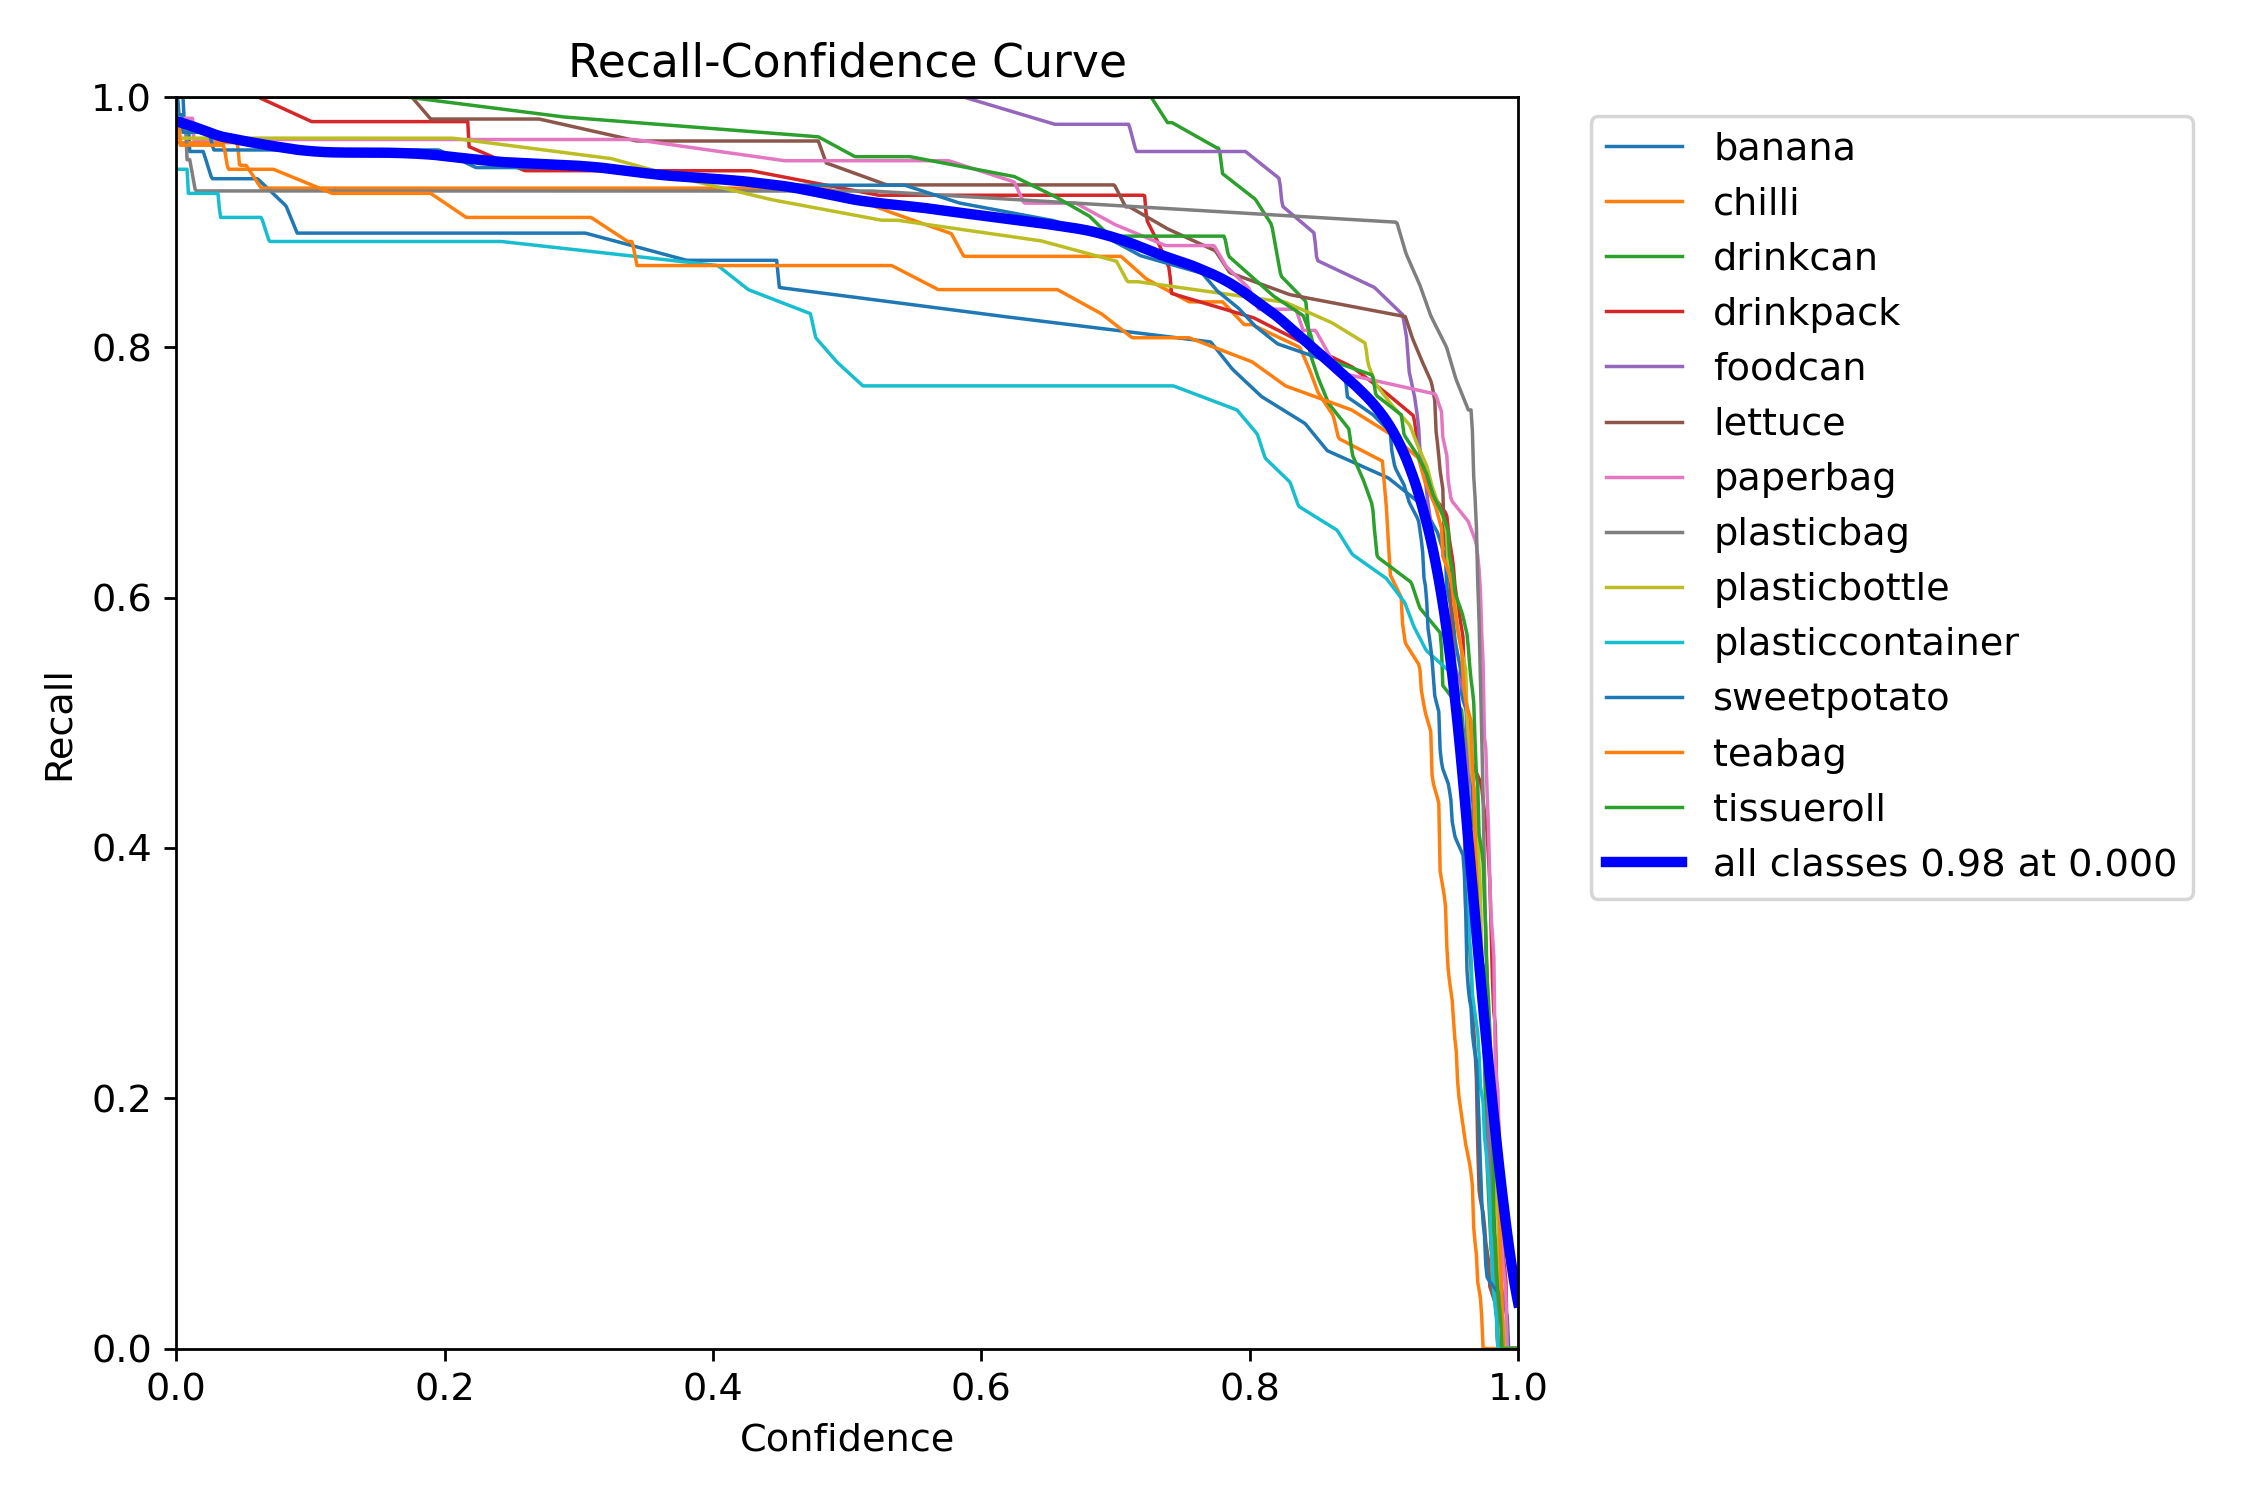 Recall-Confidence Curve
1.0
0.8
0.6
0.4
0.2
0.0
Recall
0.0 0.2 0.4 0.6 0.8 1.0
Confidence
banana
chilli
drinkcan
drinkpack
foodcan
lettuce
paperbag
plasticbag
plasticbottle
plasticcontainer
sweetpotato
teabag
tissueroll
all classes 0.98 at 0.000